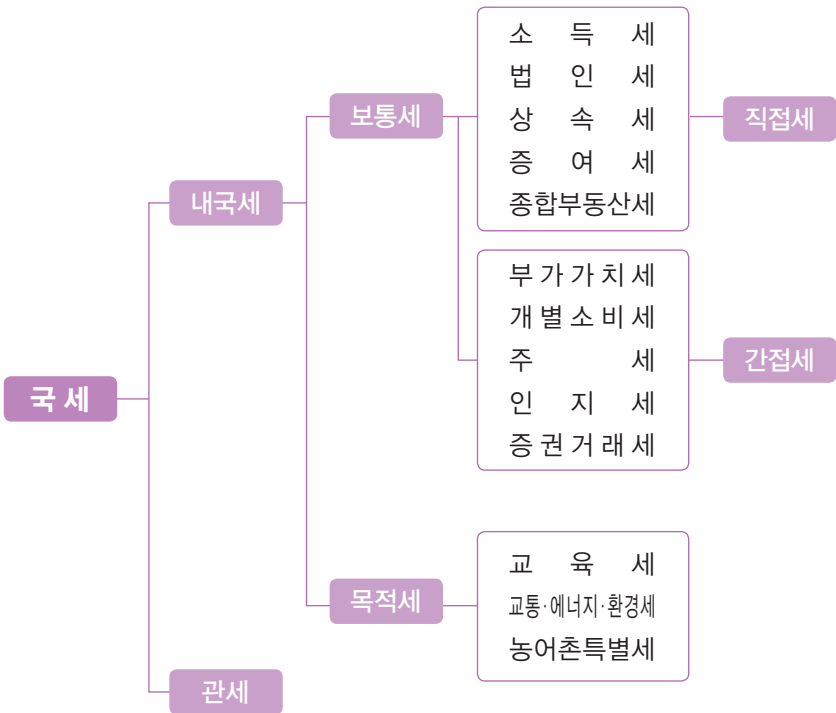 국 세
내국세
관세
보통세
목적세
소 득 세
법 인 세
상 속 세
증 여 세
종합부동산세
직접세
부 가 가 치 세
개 별 소 비 세
주 세
인 지 세
증 권 거 래 세
간접세
교 육 세
교통·에너지·환경세
농어촌특별세